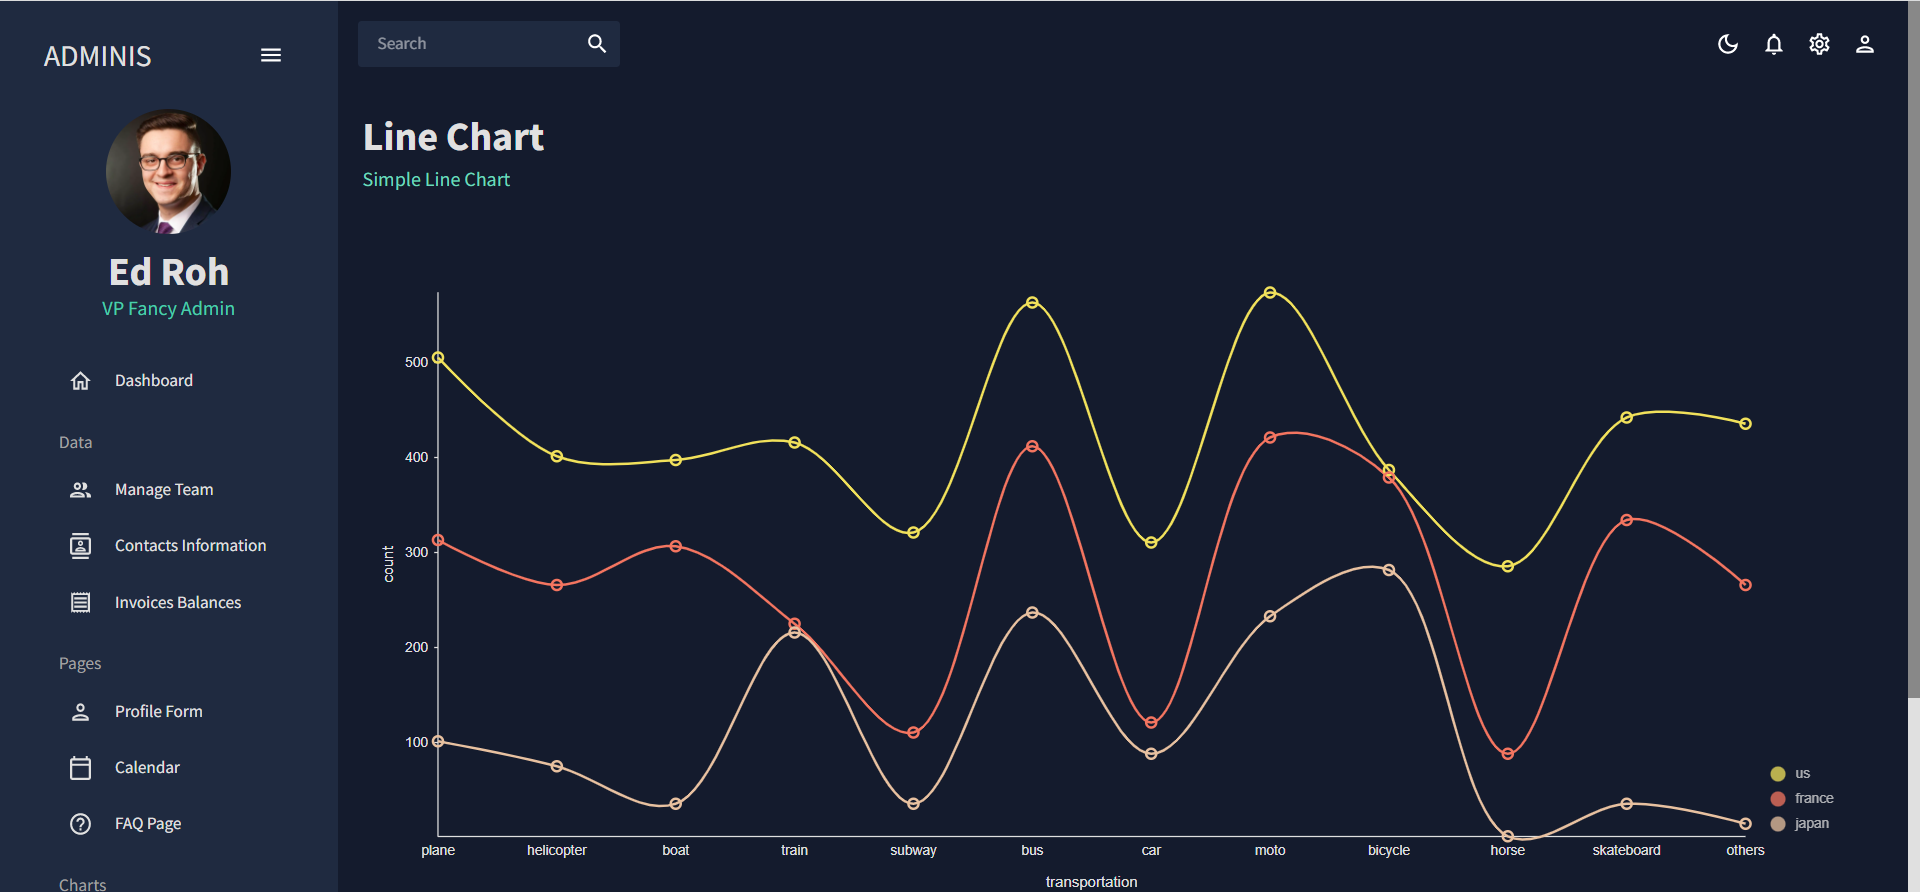 ADMINIS
Search
Ed Roh
VP Fancy Admin
Dashboard
Data
Manage Team
Contacts Information
Invoices Balances
Pages
Profile Form
Calendar
FAQ Page
Charts
Line Chart
Simple Line Chart
500
400
300
200
100
count
plane helicopter boat train subway bus car moto bicycle horse skateboard others
transportation
us
france
japan